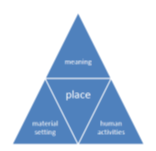 meaning
place
material
setting
human
activities